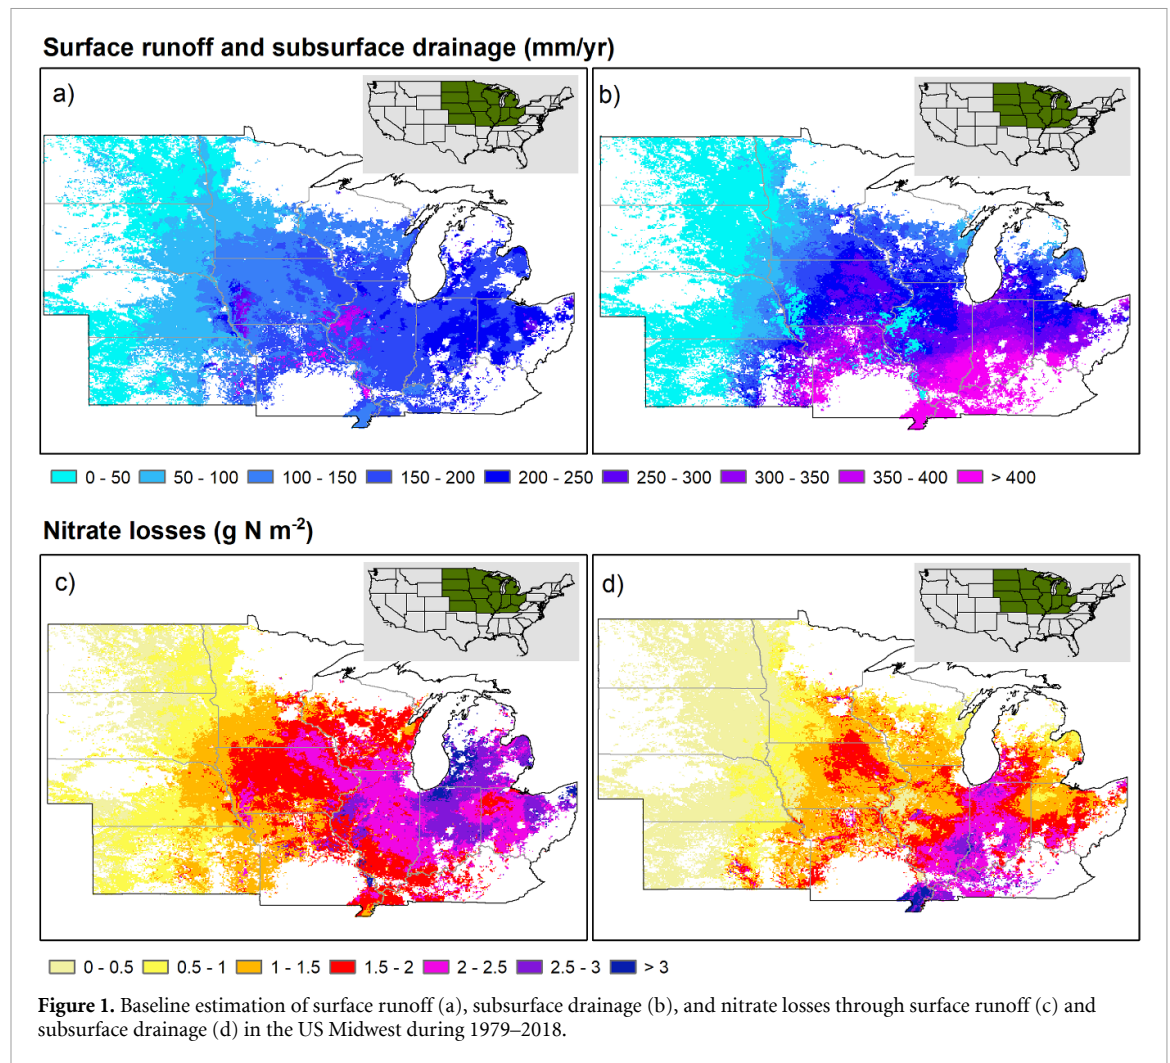 Surface runoff and subsurface drainage (mm/yr)
a)
b)
0 - 50 50 - 100 100 - 150 150 - 200 200 - 250 250 - 300 300 - 350 350 - 400 > 400
Nitrate losses (g N m⁻²)
c)
d)
0 - 0.5 0.5 - 1 1 - 1.5 1.5 - 2 2 - 2.5 2.5 - 3 > 3
Figure 1. Baseline estimation of surface runoff (a), subsurface drainage (b), and nitrate losses through surface runoff (c) and
subsurface drainage (d) in the US Midwest during 1979–2018.